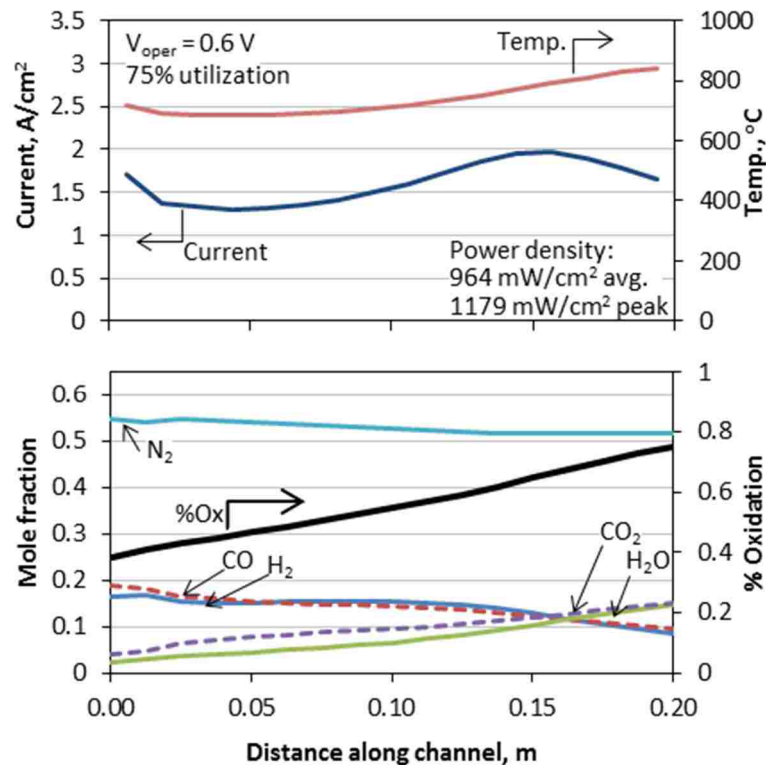 3.5
3
2.5
2
1.5
1
0.5
0
Current, A/cm²
V_oper = 0.6 V
75% utilization
Temp.
Current
Power density:
964 mW/cm² avg.
1179 mW/cm² peak
1000
800
600
400
200
0
Temp., °C
0.6
0.5
0.4
0.3
0.2
0.1
0
Mole fraction
N₂
%Ox
CO
H₂
CO₂
H₂O
1
0.8
0.6
0.4
0.2
0
% Oxidation
0.00
0.05
0.10
0.15
0.20
Distance along channel, m